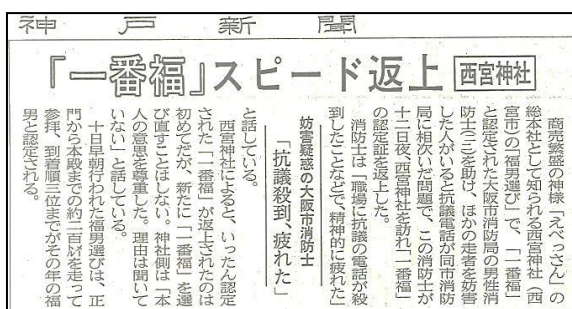 神戸新聞
「一番福」スピード返上 西宮神社
商売繁盛の神様「えべっさん」の
総本社として知られる西宮神社（西
宮市）の「福男選び」で、「一番福」
と認定された大阪市消防局の男性消
防士を助け、ほかの走者を妨害
した人がいると抗議電話が同市消防
局に相次いだ問題で、この消防士が
十二日夜、西宮神社を訪れ「一番福」
の認定証を返上した。
消防士は「職場に抗議の電話が殺
到したことなどで、精神的に疲れた」
妨害疑惑の大阪市消防士
「抗議殺到、疲れた」
と話している。
西宮神社によると、いったん認定
された「一番福」が返上されたのは
初めてだが、新たに「一番福」を選
び直すことはしない。神社側は「本
人の意思を尊重した。理由は聞いて
いない」と話している。
十日早朝行われた福男選びは、正
門から本殿までの約二百㍍を走って
参拝、到着順三位までがその年の福
男と認定される。